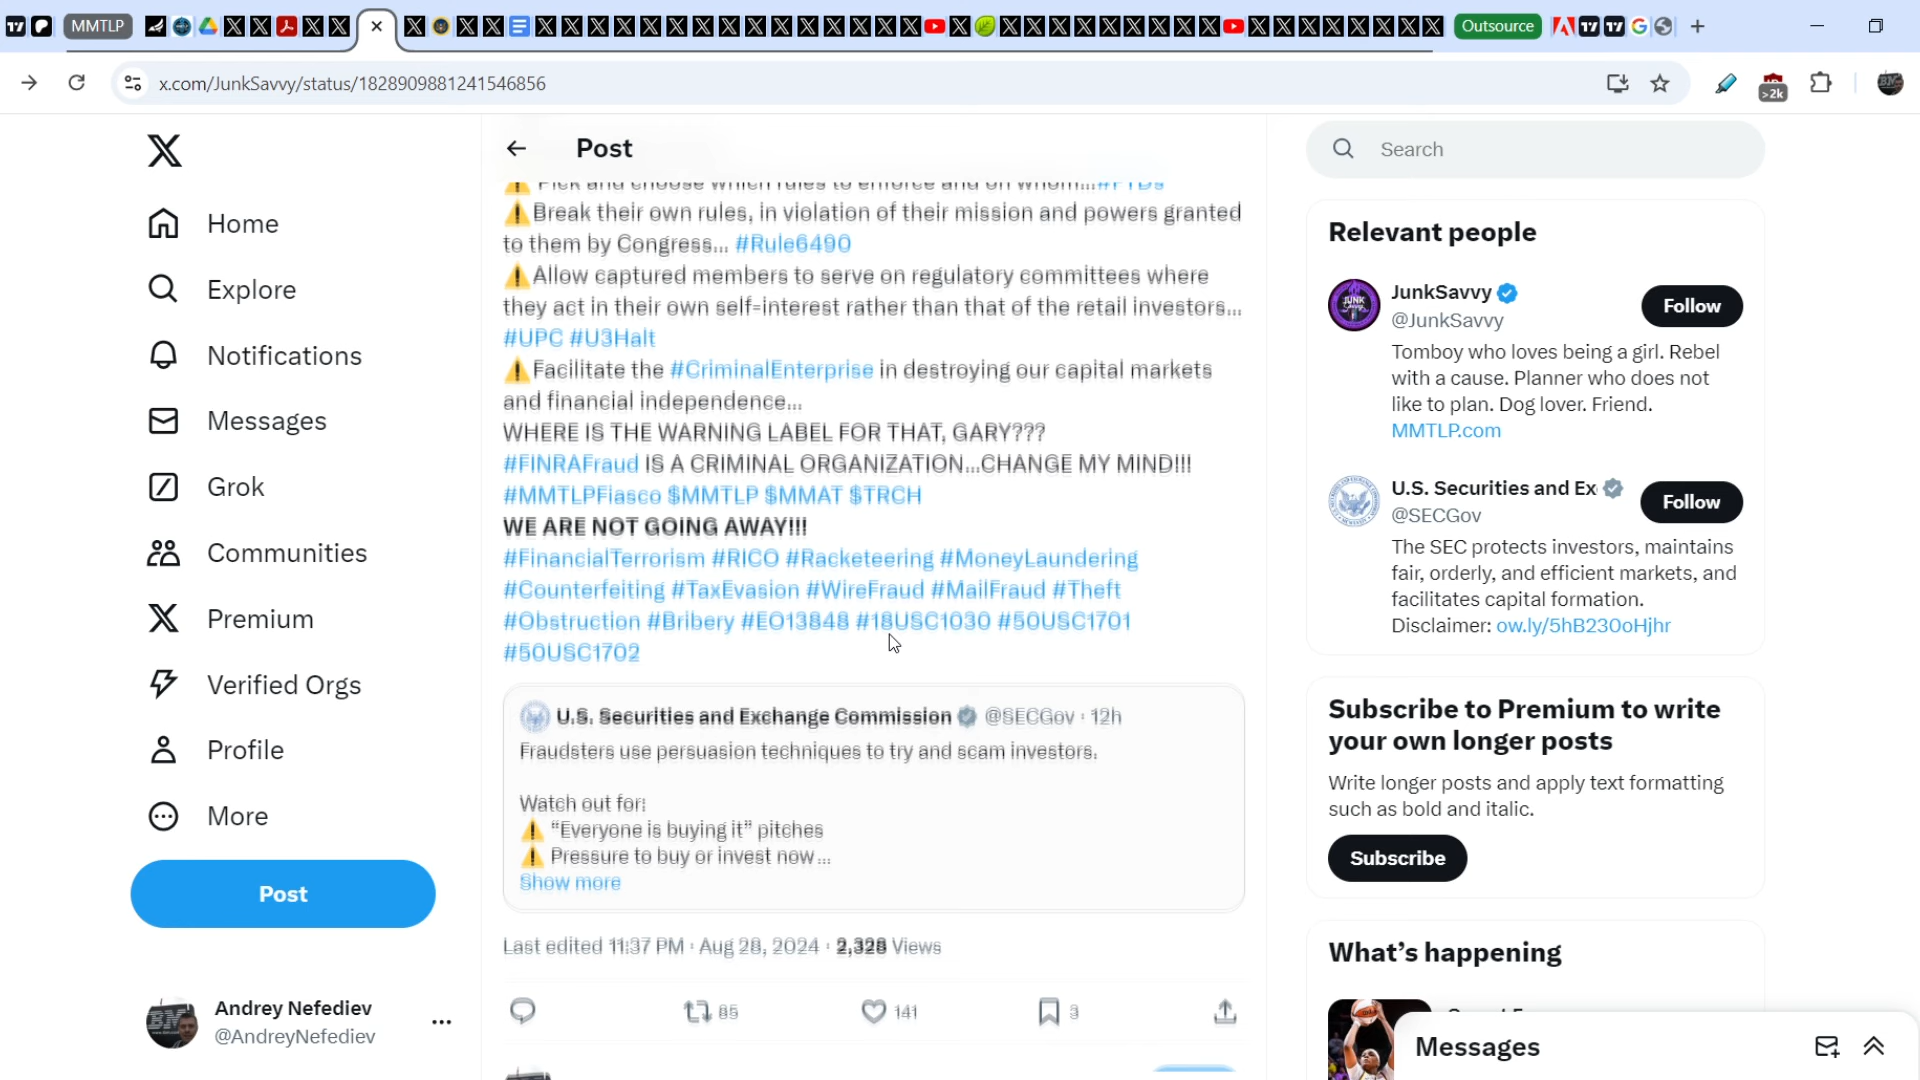 MMTLP
Outsource
x.com/JunkSavvy/status/1828909881241546856
>2k
Home
Explore
Notifications
Messages
Grok
Communities
Premium
Verified Orgs
Profile
More
Post
Andrey Nefediev
@AndreyNefediev
Post
⚠️ Pick and choose which rules to enforce and on whom...#FTDs
⚠️Break their own rules, in violation of their mission and powers granted
to them by Congress... #Rule6490
⚠️Allow captured members to serve on regulatory committees where
they act in their own self-interest rather than that of the retail investors...
#UPC #U3Halt
⚠️Facilitate the #CriminalEnterprise in destroying our capital markets
and financial independence...
WHERE IS THE WARNING LABEL FOR THAT, GARY???
#FINRAFraud IS A CRIMINAL ORGANIZATION...CHANGE MY MIND!!!
#MMTLPFiasco $MMTLP $MMAT $TRCH
WE ARE NOT GOING AWAY!!!
#FinancialTerrorism #RICO #Racketeering #MoneyLaundering
#Counterfeiting #TaxEvasion #WireFraud #MailFraud #Theft
#Obstruction #Bribery #EO13848 #18USC1030 #50USC1701
#50USC1702
U.S. Securities and Exchange Commission @SECGov · 12h
Fraudsters use persuasion techniques to try and scam investors.
Watch out for:
⚠️ “Everyone is buying it” pitches
⚠️ Pressure to buy or invest now...
Show more
Last edited 11:37 PM · Aug 28, 2024 · 2,328 Views
85
141
3
Search
Relevant people
JunkSavvy
@JunkSavvy
Follow
Tomboy who loves being a girl. Rebel
with a cause. Planner who does not
like to plan. Dog lover. Friend.
MMTLP.com
U.S. Securities and Ex
@SECGov
Follow
The SEC protects investors, maintains
fair, orderly, and efficient markets, and
facilitates capital formation.
Disclaimer: ow.ly/5hB230oHjhr
Subscribe to Premium to write
your own longer posts
Write longer posts and apply text formatting
such as bold and italic.
Subscribe
What’s happening
Messages